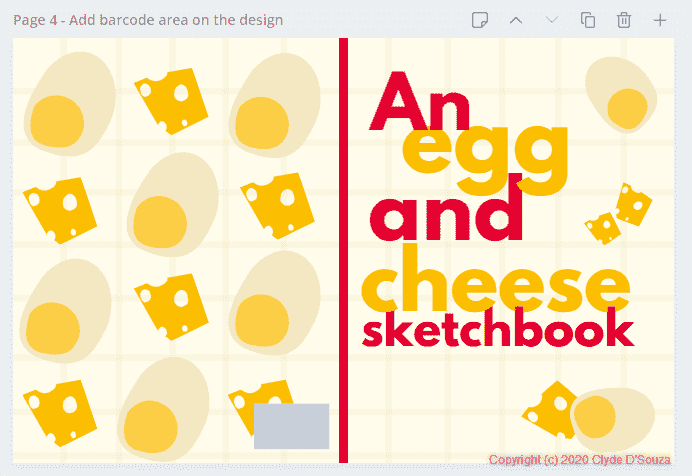 Page 4 - Add barcode area on the design
An
egg
and
cheese
sketchbook
Copyright (c) 2020 Clyde D'Souza